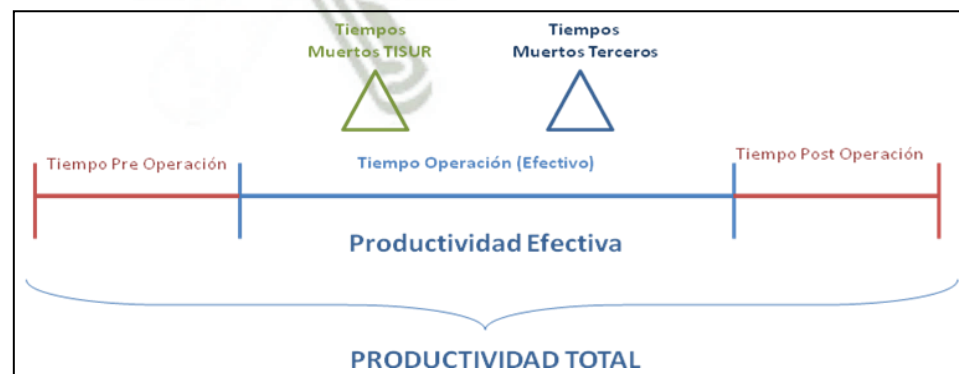 Tiempos
Muertos TISUR
Tiempos
Muertos Terceros
Tiempo Pre Operación
Tiempo Operación (Efectivo)
Tiempo Post Operación
Productividad Efectiva
PRODUCTIVIDAD TOTAL